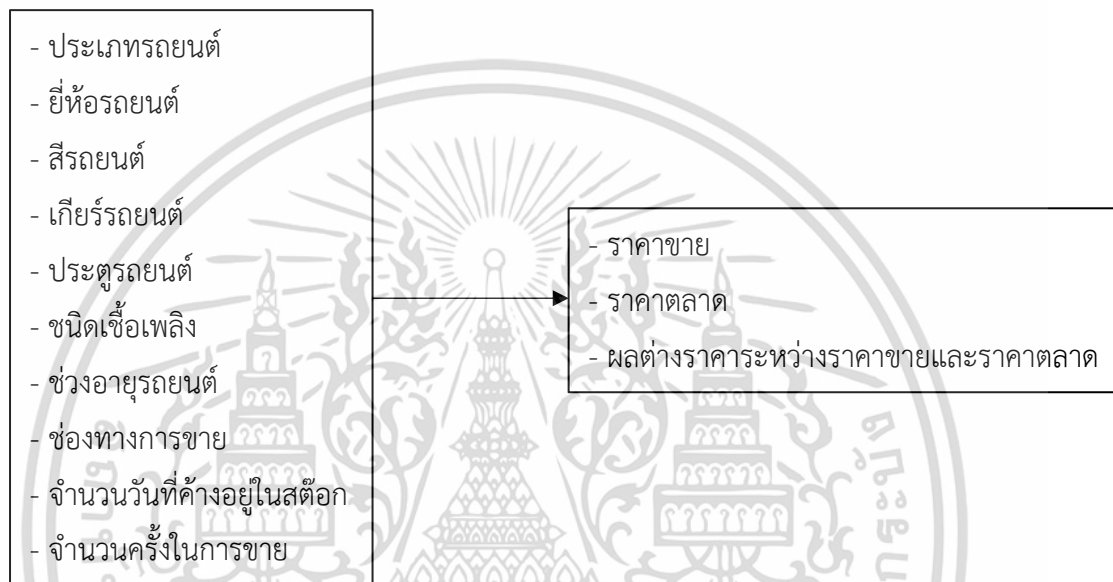 - ประเภทรถยนต์
- ยี่ห้อรถยนต์
- สีรถยนต์
- เกียร์รถยนต์
- ประตูรถยนต์
- ชนิดเชื้อเพลิง
- ช่วงอายุรถยนต์
- ช่องทางการขาย
- จำนวนวันที่ค้างอยู่ในสต๊อก
- จำนวนครั้งในการขาย
- ราคาขาย
- ราคาตลาด
- ผลต่างราคาระหว่างราคาขายและราคาตลาด